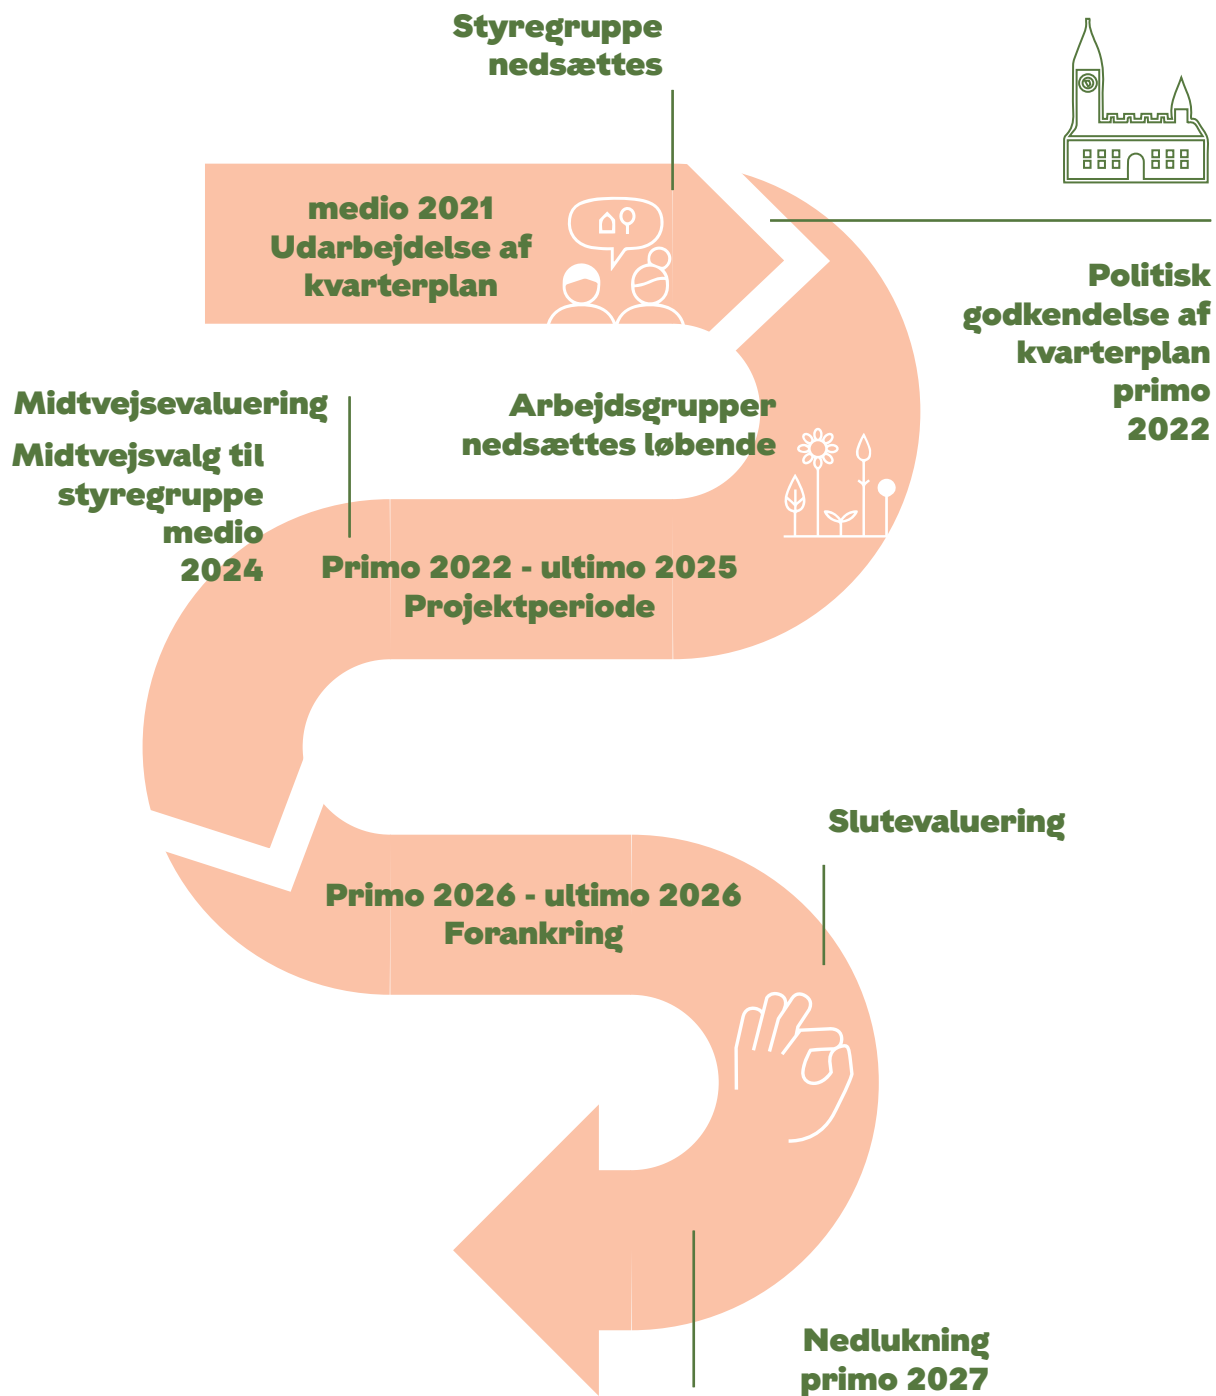 Styregruppe
nedsættes
medio 2021
Udarbejdelse af
kvarterplan
Politisk
godkendelse af
kvarterplan
primo
2022
Arbejdsgrupper
nedsættes løbende
Midtvejsevaluering
Midtvejsvalg til
styregruppe
medio
2024
Primo 2022 - ultimo 2025
Projektperiode
Slutevaluering
Primo 2026 - ultimo 2026
Forankring
Nedlukning
primo 2027